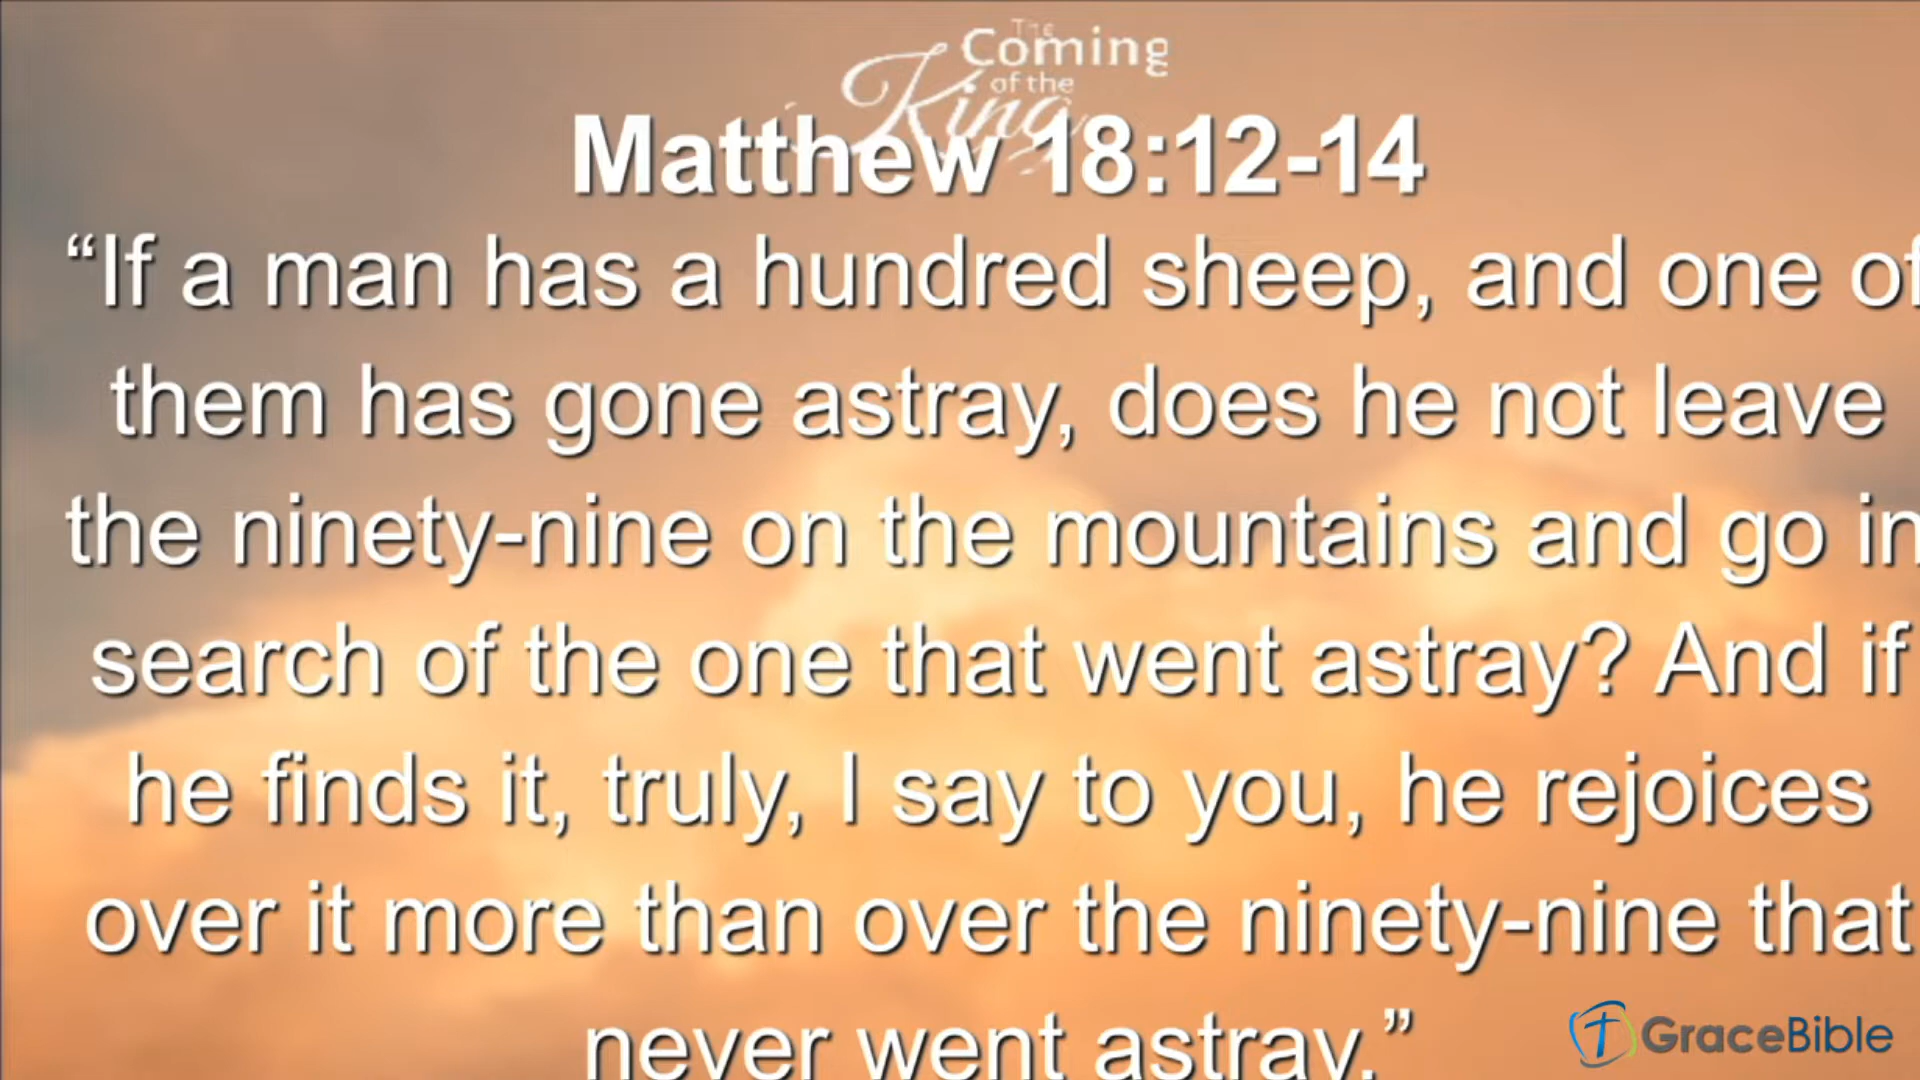 The
Coming
of the
King
Matthew 18:12-14
“If a man has a hundred sheep, and one of
them has gone astray, does he not leave
the ninety-nine on the mountains and go in
search of the one that went astray? And if
he finds it, truly, I say to you, he rejoices
over it more than over the ninety-nine that
never went astray.”
GraceBible